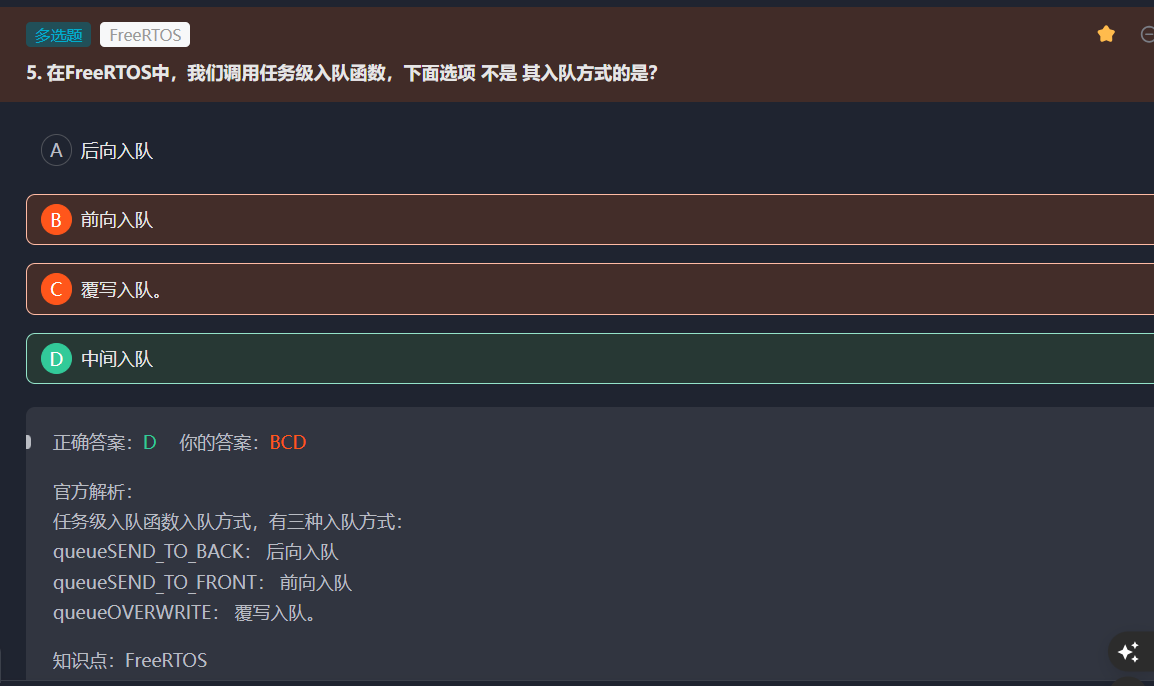 多选题 FreeRTOS
5. 在FreeRTOS中，我们调用任务级入队函数，下面选项 不是 其入队方式的是？
A 后向入队
B 前向入队
C 覆写入队。
D 中间入队
正确答案：D 你的答案：BCD
官方解析：
任务级入队函数入队方式，有三种入队方式：
queueSEND_TO_BACK： 后向入队
queueSEND_TO_FRONT： 前向入队
queueOVERWRITE： 覆写入队。
知识点：FreeRTOS